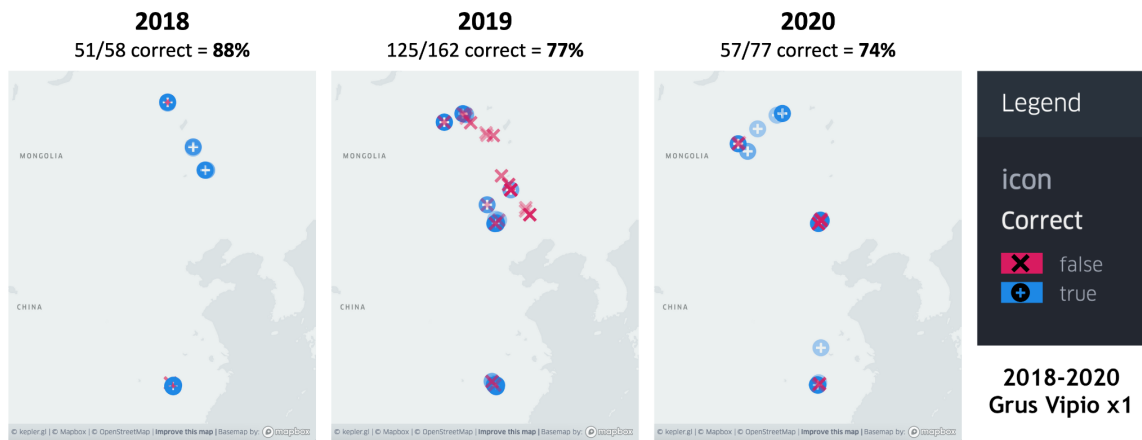 2018
51/58 correct = 88%
MONGOLIA
CHINA
© kepler.gl | © Mapbox | © OpenStreetMap | Improve this map | Basemap by: mapbox
2019
125/162 correct = 77%
MONGOLIA
CHINA
© kepler.gl | © Mapbox | © OpenStreetMap | Improve this map | Basemap by: mapbox
2020
57/77 correct = 74%
MONGOLIA
CHINA
© kepler.gl | © Mapbox | © OpenStreetMap | Improve this map | Basemap by: mapbox
Legend
icon
Correct
false
true
2018-2020
Grus Vipio x1